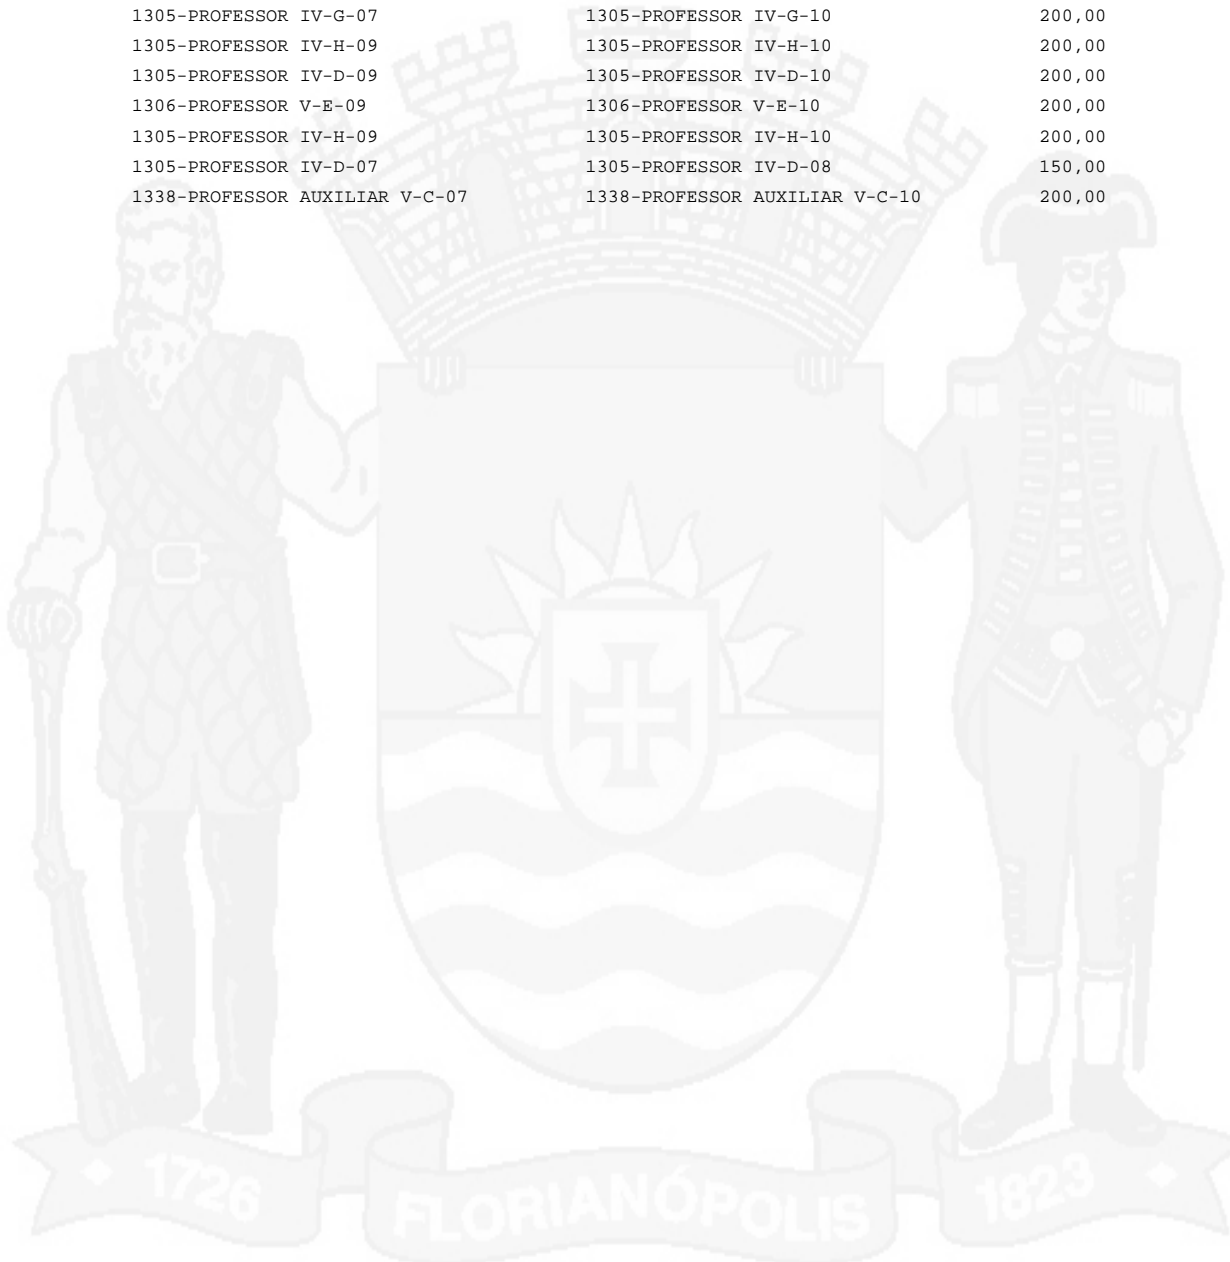 1305-PROFESSOR IV-G-07 1305-PROFESSOR IV-G-10 200,00
1305-PROFESSOR IV-H-09 1305-PROFESSOR IV-H-10 200,00
1305-PROFESSOR IV-D-09 1305-PROFESSOR IV-D-10 200,00
1306-PROFESSOR V-E-09 1306-PROFESSOR V-E-10 200,00
1305-PROFESSOR IV-H-09 1305-PROFESSOR IV-H-10 200,00
1305-PROFESSOR IV-D-07 1305-PROFESSOR IV-D-08 150,00
1338-PROFESSOR AUXILIAR V-C-07 1338-PROFESSOR AUXILIAR V-C-10 200,00
1726 FLORIANÓPOLIS 1823